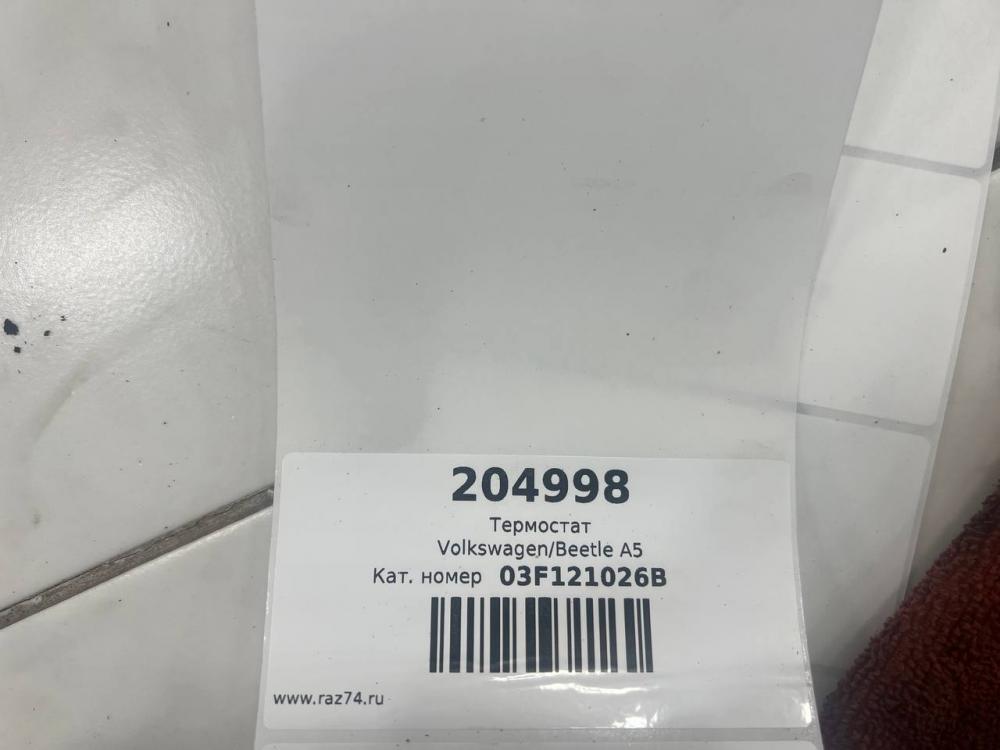 204998
Термостат
Volkswagen/Beetle A5
Кат. номер 03F121026B
www.raz74.ru